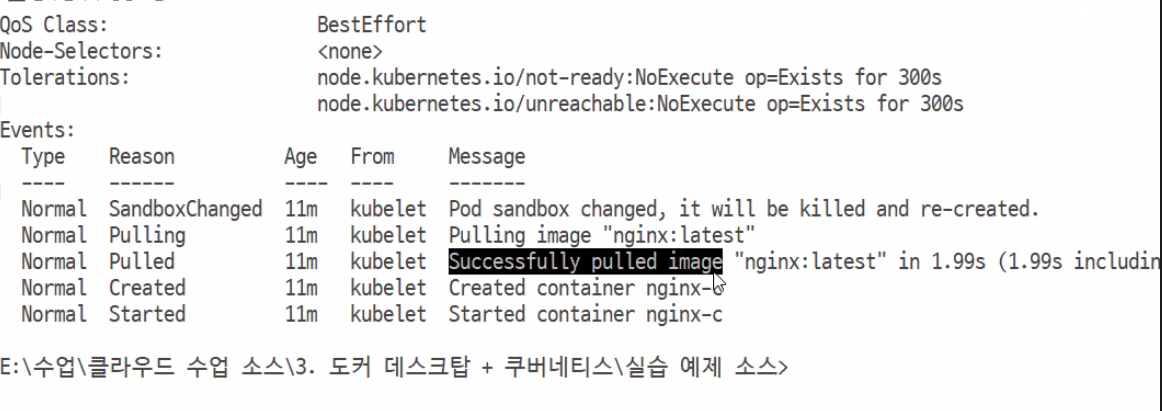 QoS Class: BestEffort
Node-Selectors: <none>
Tolerations: node.kubernetes.io/not-ready:NoExecute op=Exists for 300s
node.kubernetes.io/unreachable:NoExecute op=Exists for 300s
Events:
Type Reason Age From Message
---- ------ ---- ---- -------
Normal SandboxChanged 11m kubelet Pod sandbox changed, it will be killed and re-created.
Normal Pulling 11m kubelet Pulling image "nginx:latest"
Normal Pulled 11m kubelet Successfully pulled image "nginx:latest" in 1.99s (1.99s includin
Normal Created 11m kubelet Created container nginx-c
Normal Started 11m kubelet Started container nginx-c
E:\수업\클라우드 수업 소스\3. 도커 데스크탑 + 쿠버네티스\실습 예제 소스>